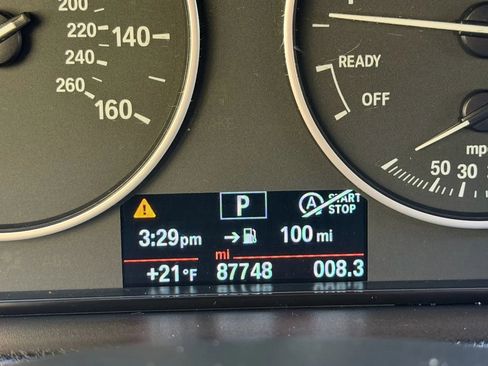 200
220 140
240
260 160
READY
OFF
mp
50 30
P
A START STOP
3:29pm 100 mi
mi
+21 °F 87748 008.3